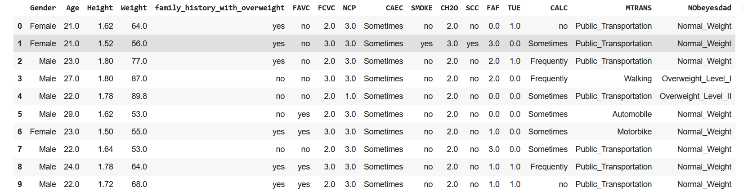 Gender Age Height Weight family_history_with_overweight FAVC FCVC NCP CAEC SMOKE CH2O SCC FAF TUE CALC MTRANS NObeyesdad
0 Female 21.0 1.62 64.0 yes no 2.0 3.0 Sometimes no 2.0 no 0.0 1.0 no Public_Transportation Normal_Weight
1 Female 21.0 1.52 56.0 yes no 3.0 3.0 Sometimes yes 3.0 yes 3.0 0.0 Sometimes Public_Transportation Normal_Weight
2 Male 23.0 1.80 77.0 yes no 2.0 3.0 Sometimes no 2.0 no 2.0 1.0 Frequently Public_Transportation Normal_Weight
3 Male 27.0 1.80 87.0 no no 3.0 3.0 Sometimes no 2.0 no 2.0 0.0 Frequently Walking Overweight_Level_I
4 Male 22.0 1.78 89.8 no no 2.0 1.0 Sometimes no 2.0 no 0.0 0.0 Sometimes Public_Transportation Overweight_Level_II
5 Male 29.0 1.62 53.0 no yes 2.0 3.0 Sometimes no 2.0 no 0.0 0.0 Sometimes Automobile Normal_Weight
6 Female 23.0 1.50 55.0 yes yes 3.0 3.0 Sometimes no 2.0 no 1.0 0.0 Sometimes Motorbike Normal_Weight
7 Male 22.0 1.64 53.0 no no 2.0 3.0 Sometimes no 2.0 no 3.0 0.0 Sometimes Public_Transportation Normal_Weight
8 Male 24.0 1.78 64.0 yes yes 3.0 3.0 Sometimes no 2.0 no 1.0 1.0 Frequently Public_Transportation Normal_Weight
9 Male 22.0 1.72 68.0 yes yes 2.0 3.0 Sometimes no 2.0 no 1.0 1.0 no Public_Transportation Normal_Weight